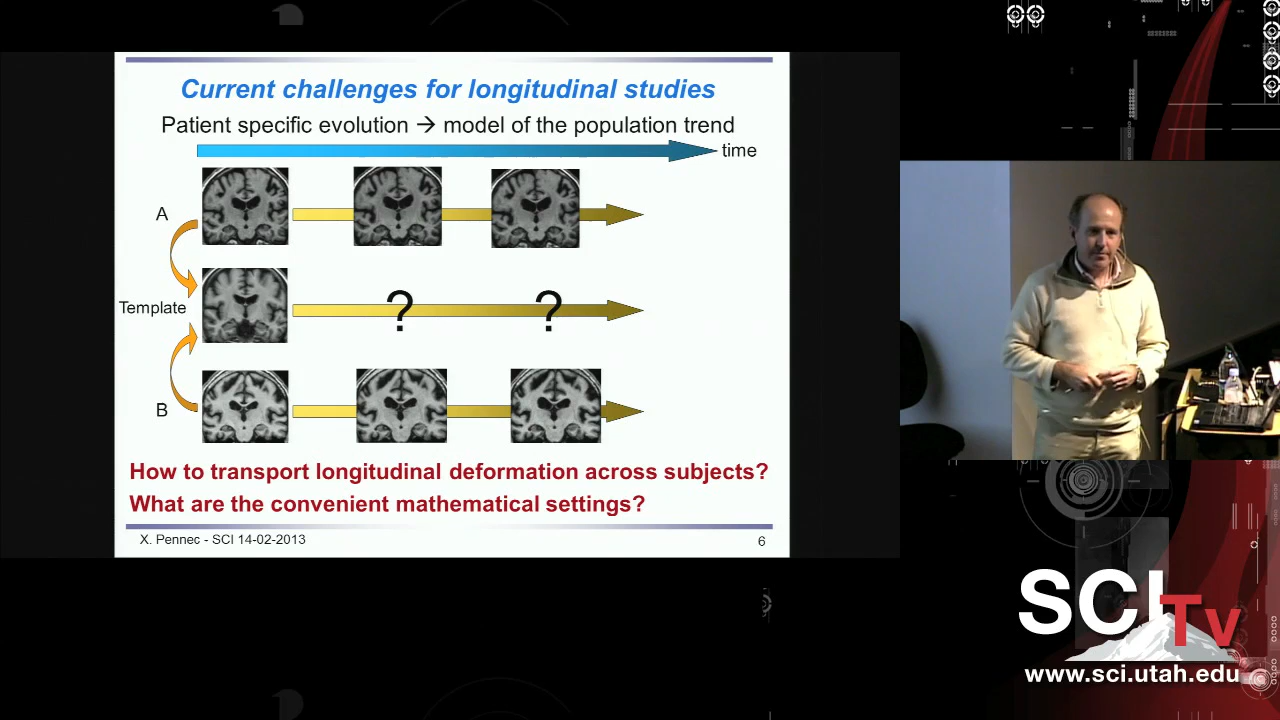 Current challenges for longitudinal studies
Patient specific evolution → model of the population trend
time
A
Template
? ?
B
How to transport longitudinal deformation across subjects?
What are the convenient mathematical settings?
X. Pennec - SCI 14-02-2013
6
SCI
Tv
www.sci.utah.edu